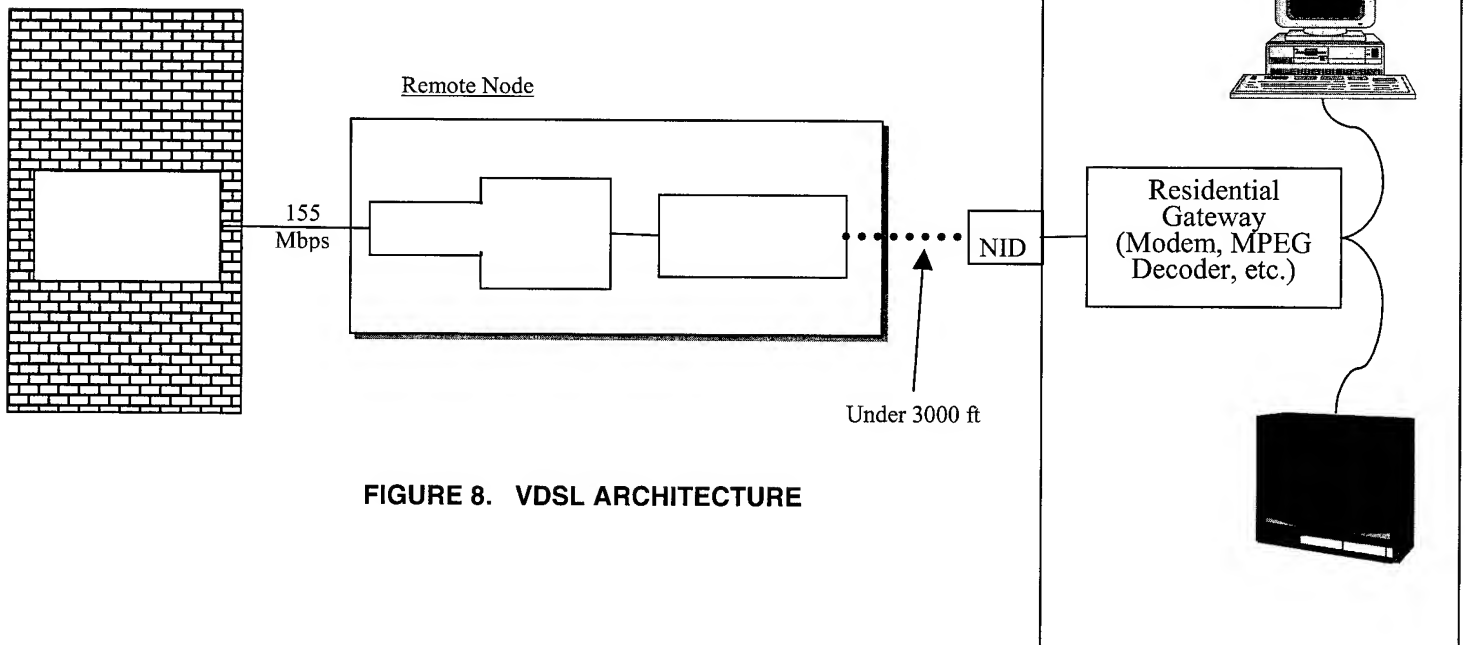 Remote Node
155
Mbps
NID
Residential
Gateway
(Modem, MPEG
Decoder, etc.)
Under 3000 ft
FIGURE 8. VDSL ARCHITECTURE